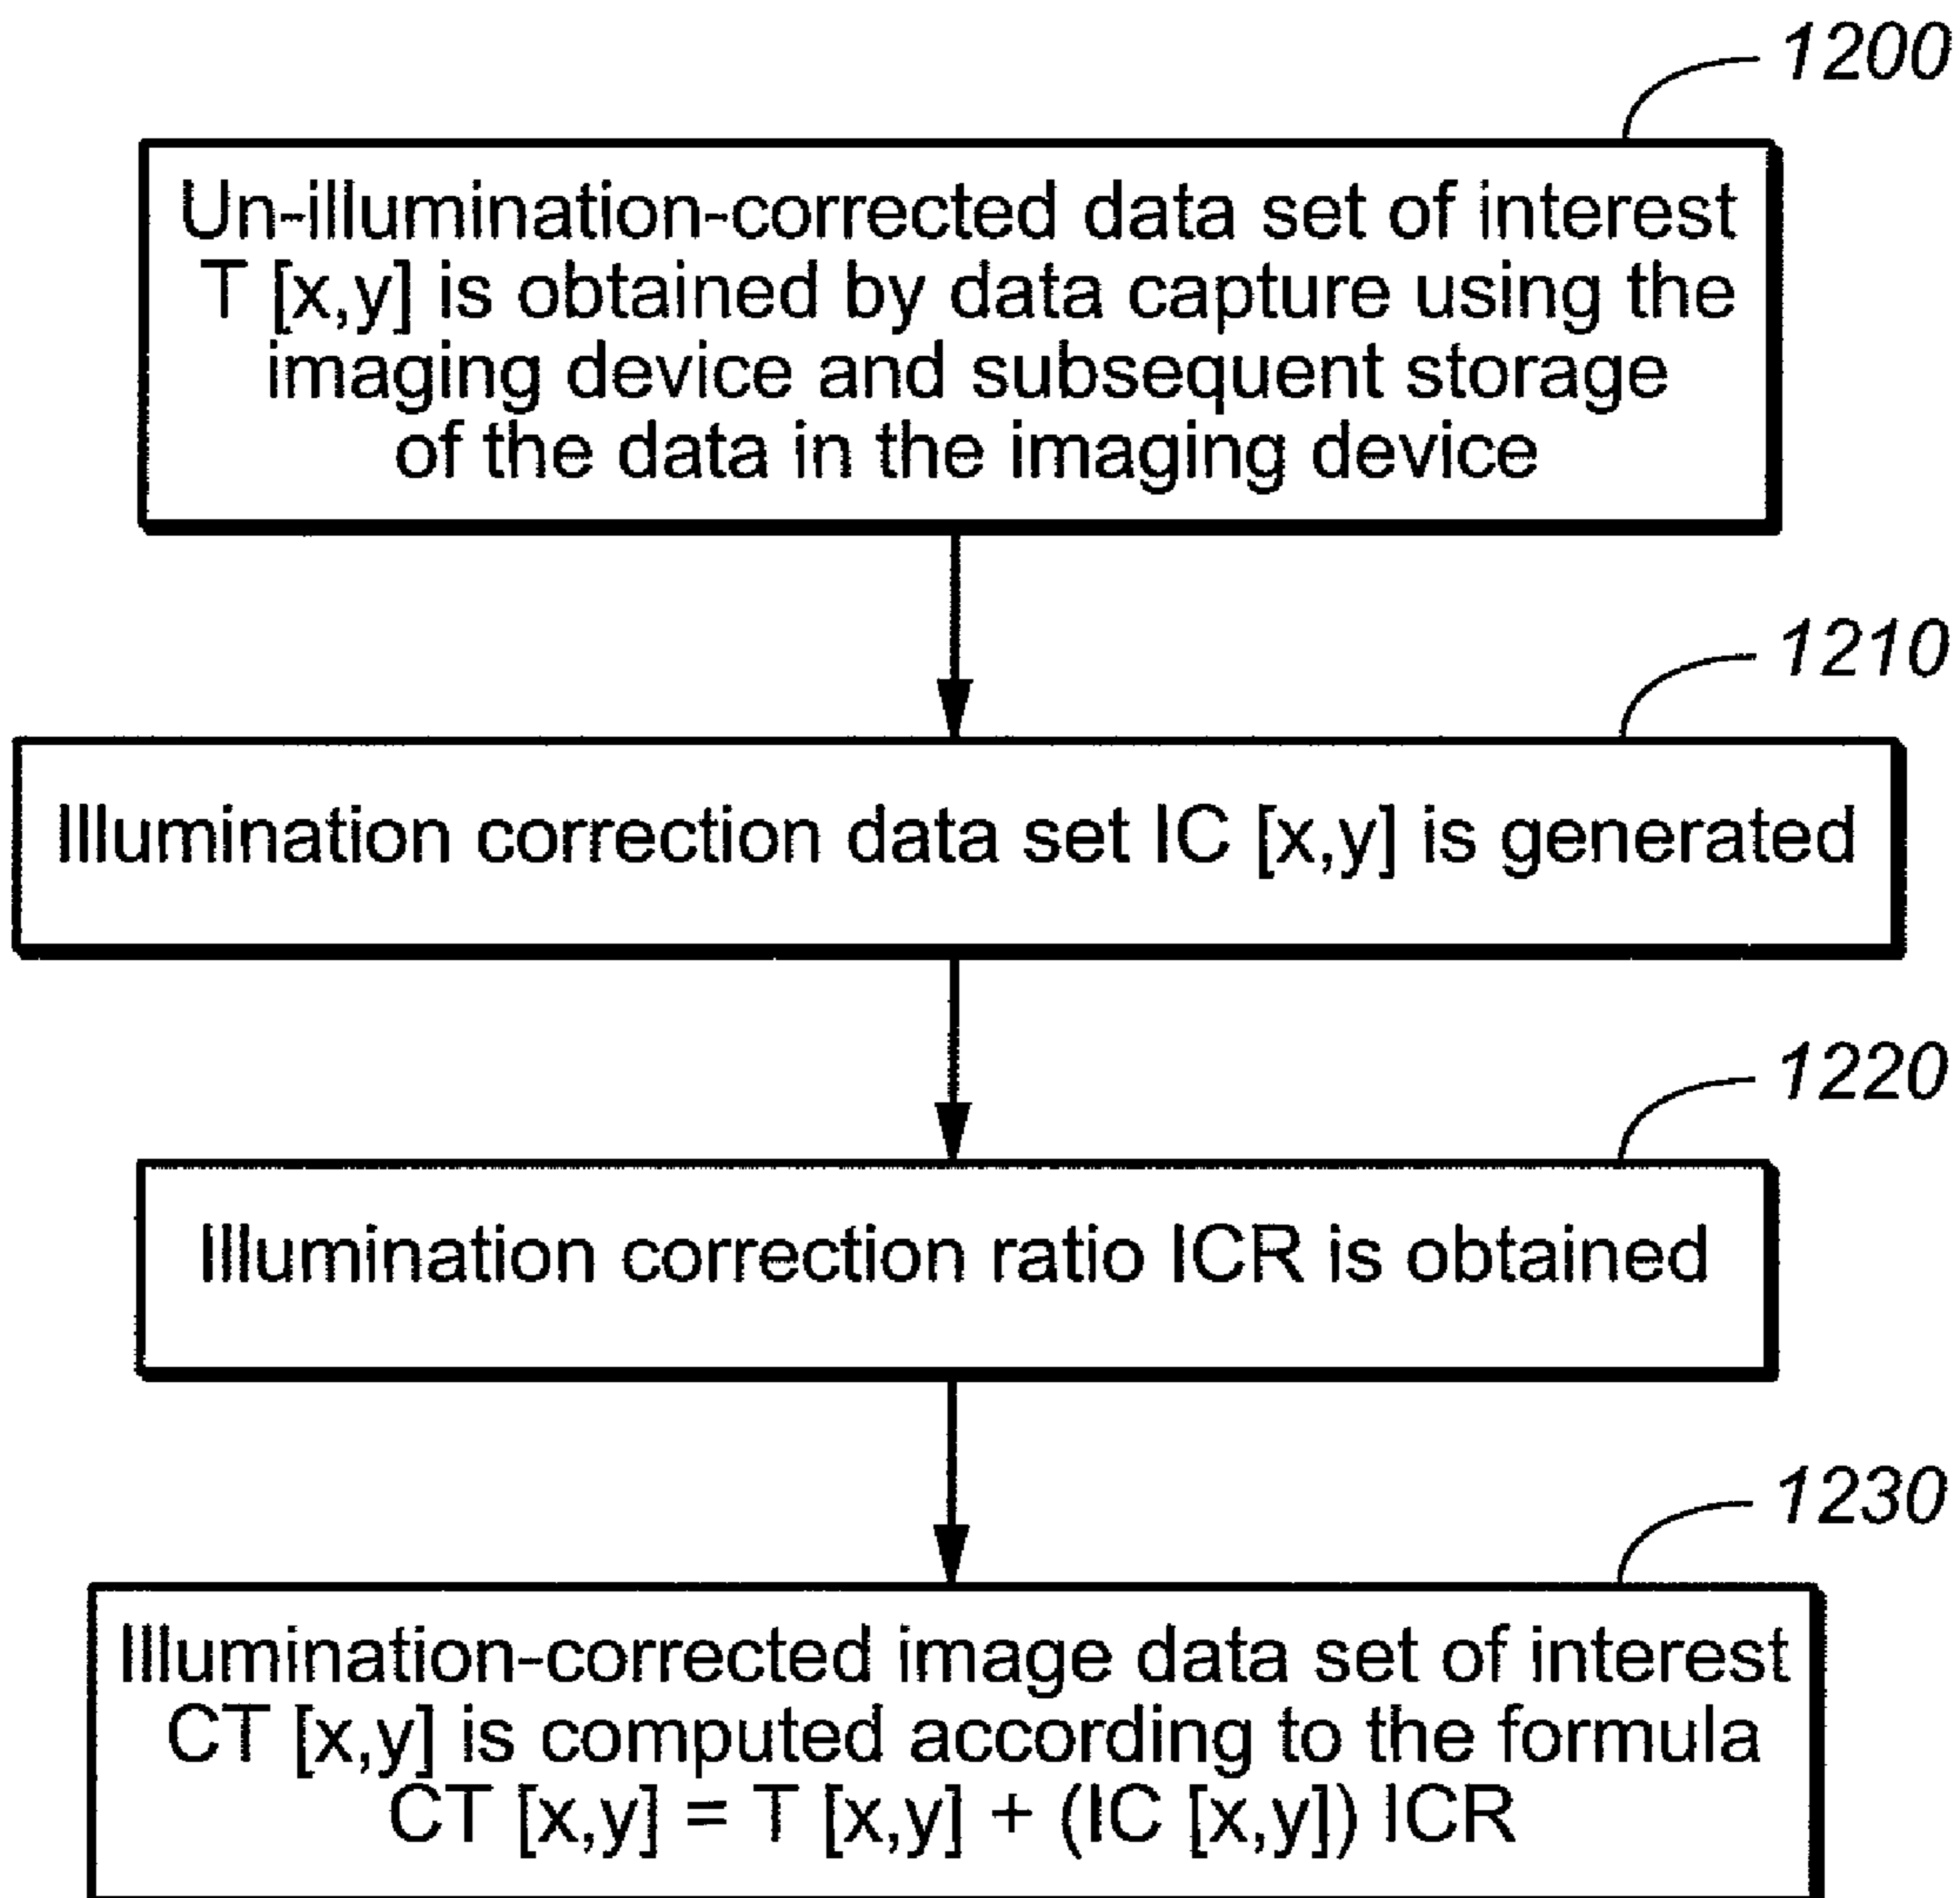 1200
Un-illumination-corrected data set of interest
T [x,y] is obtained by data capture using the
imaging device and subsequent storage
of the data in the imaging device
1210
Illumination correction data set IC [x,y] is generated
1220
Illumination correction ratio ICR is obtained
1230
Illumination-corrected image data set of interest
CT [x,y] is computed according to the formula
CT [x,y] = T [x,y] + (IC [x,y]) ICR